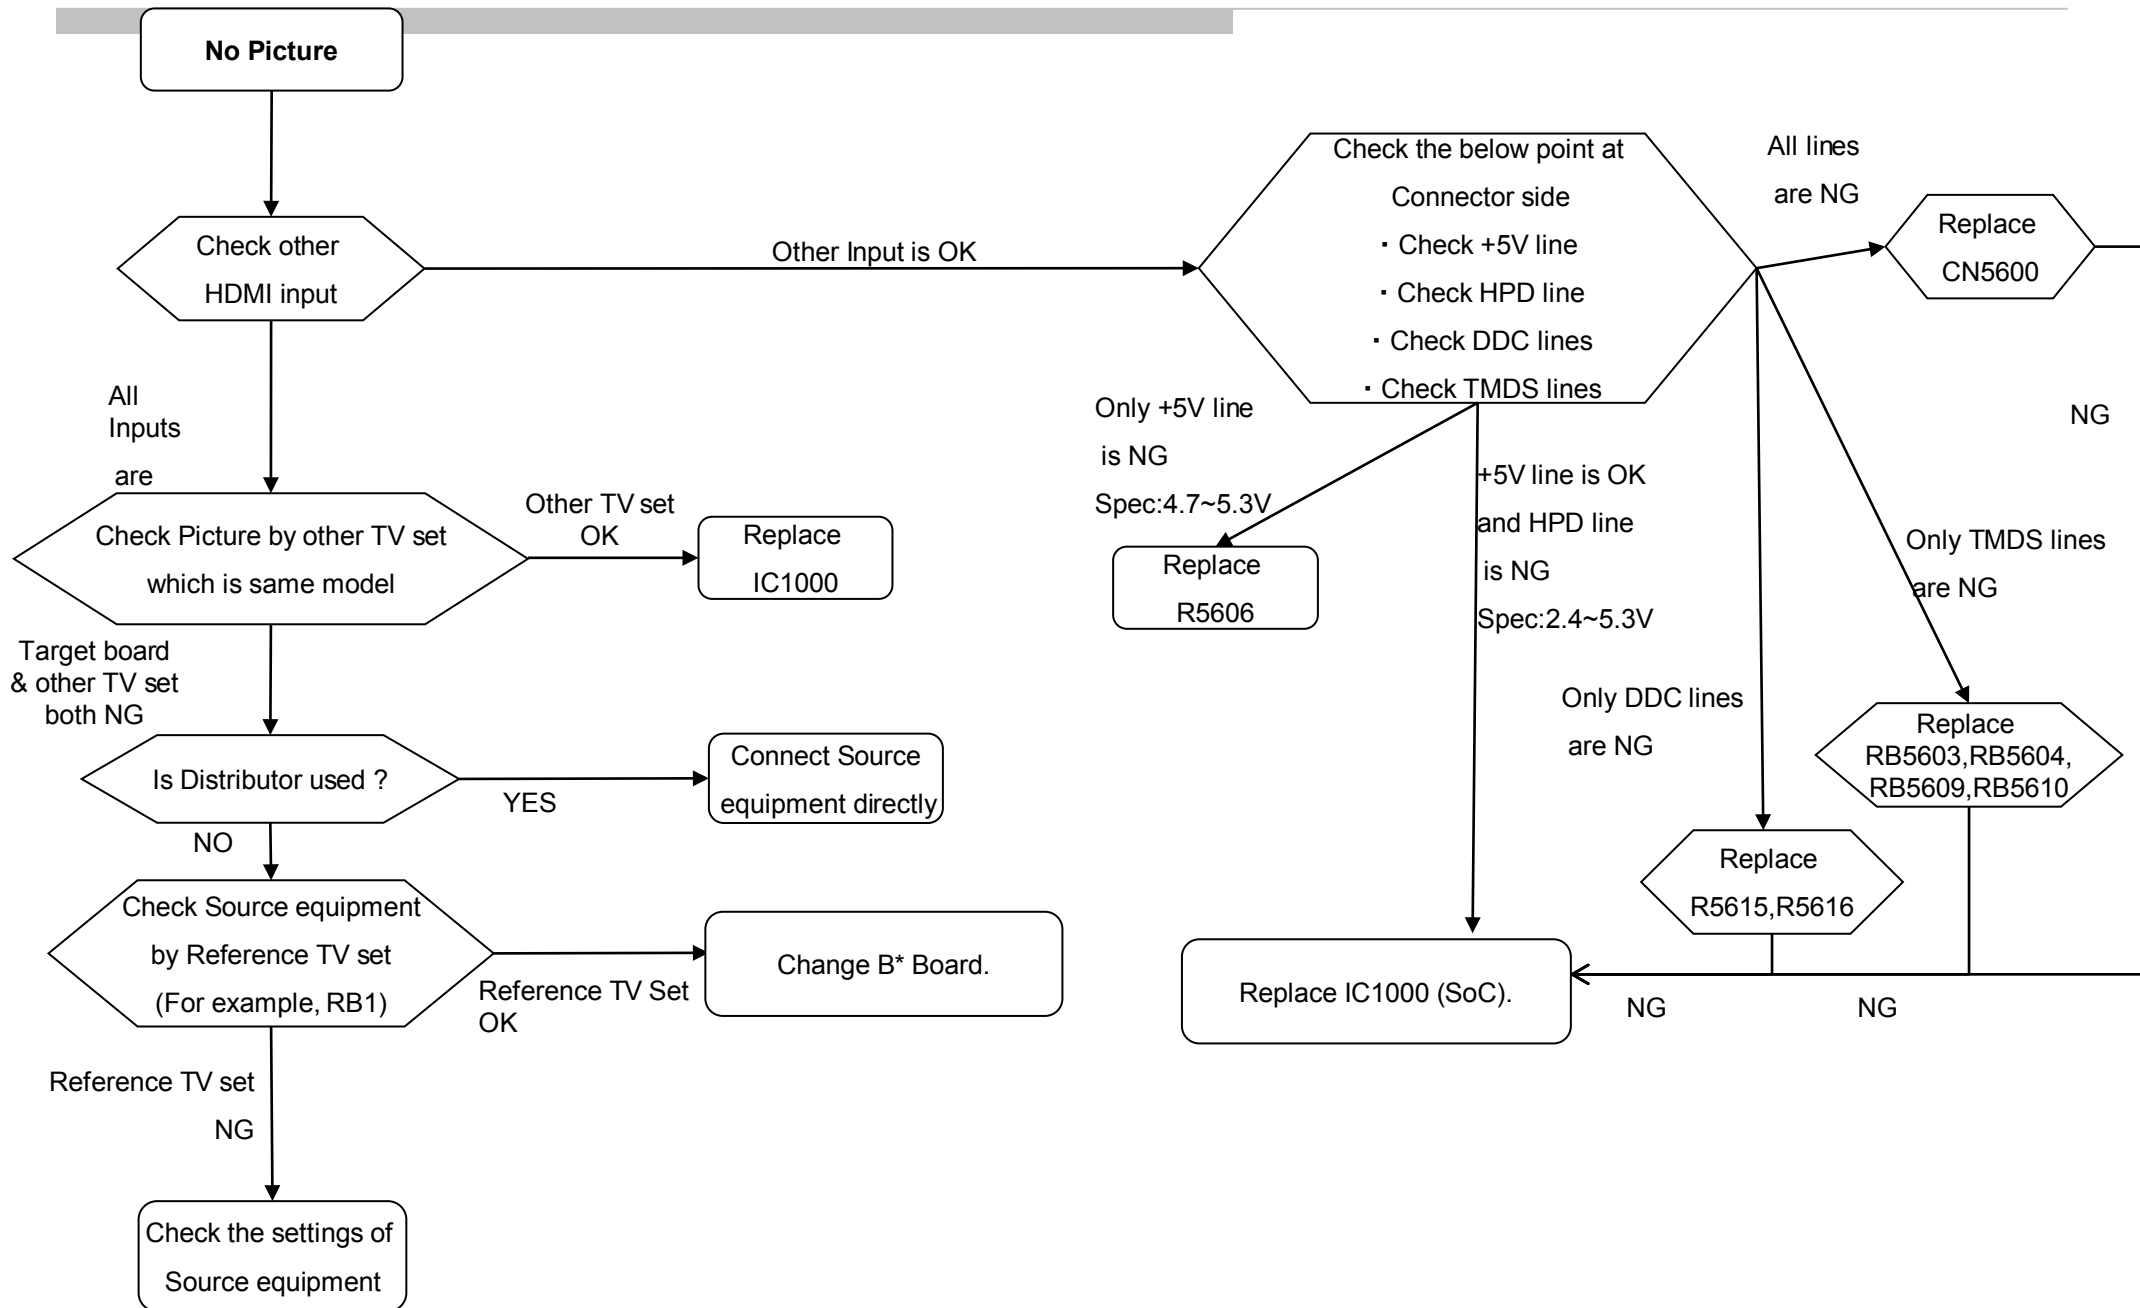 No Picture
Check other
HDMI input
Other Input is OK
All
Inputs
are
Check Picture by other TV set
which is same model
Other TV set
OK
Replace
IC1000
Target board
& other TV set
both NG
Is Distributor used ?
YES
Connect Source
equipment directly
NO
Check Source equipment
by Reference TV set
(For example, RB1)
Reference TV Set
OK
Change B* Board.
Reference TV set
NG
Check the settings of
Source equipment
Check the below point at
Connector side
・Check +5V line
・Check HPD line
・Check DDC lines
・Check TMDS lines
All lines
are NG
Replace
CN5600
NG
Only +5V line
is NG
Spec:4.7~5.3V
Replace
R5606
+5V line is OK
and HPD line
is NG
Spec:2.4~5.3V
Only DDC lines
are NG
Replace
R5615,R5616
Only TMDS lines
are NG
Replace
RB5603,RB5604,
RB5609,RB5610
Replace IC1000 (SoC).
NG
NG